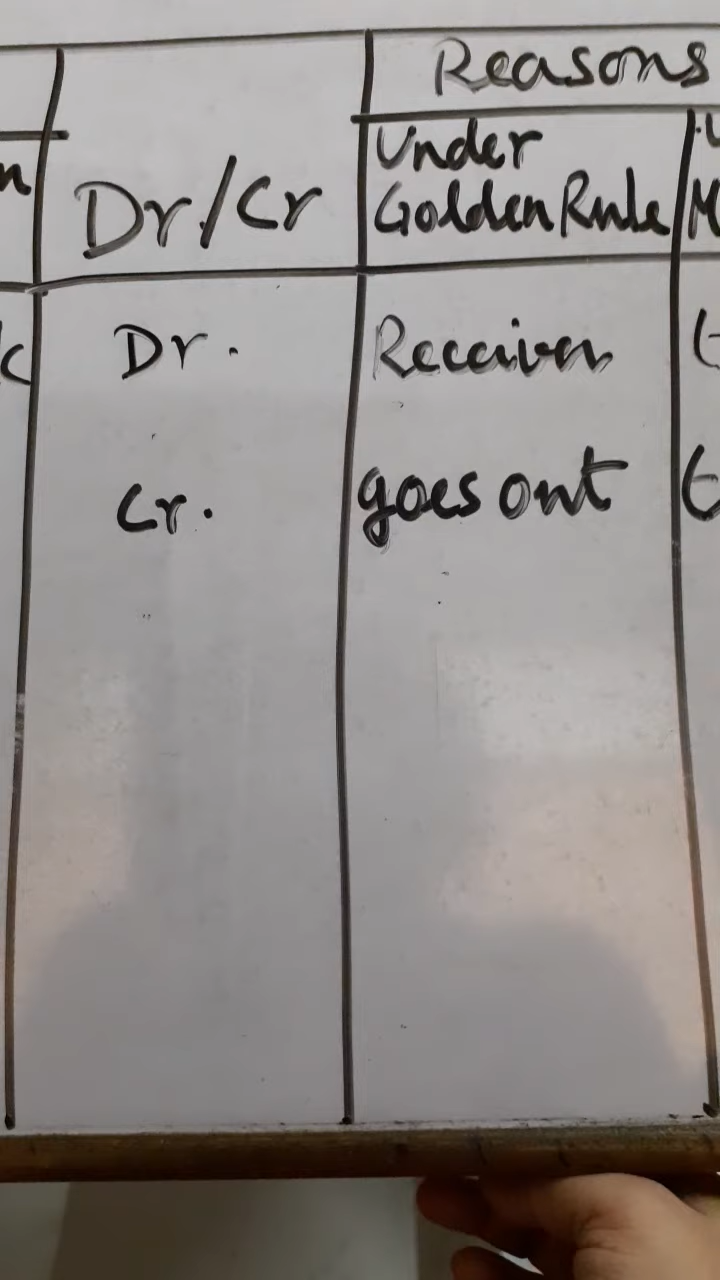 Reasons
Under
Golden Rule
Dr/Cr
Dr.
Receiver
Cr.
goes out